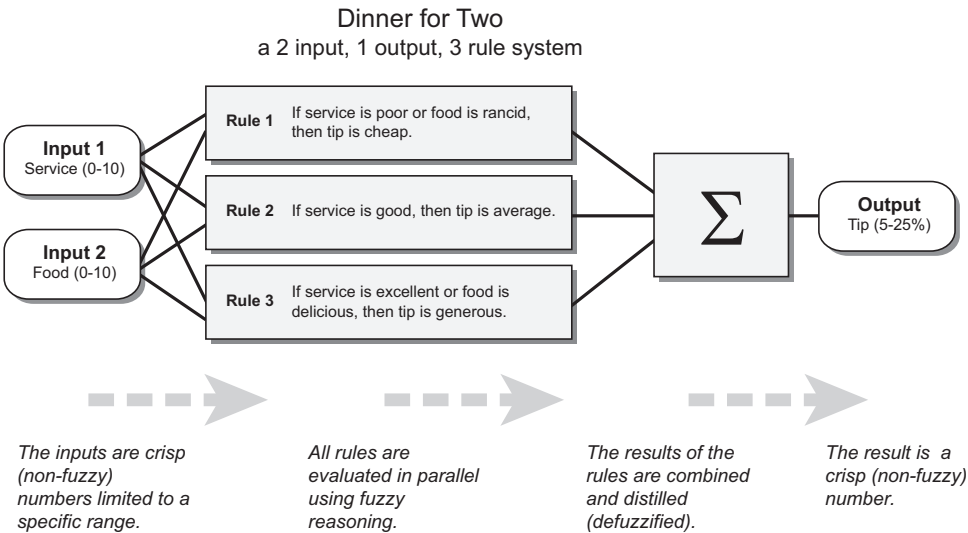 Dinner for Two
a 2 input, 1 output, 3 rule system
Input 1
Service (0-10)
Input 2
Food (0-10)
Rule 1
If service is poor or food is rancid,
then tip is cheap.
Rule 2
If service is good, then tip is average.
Rule 3
If service is excellent or food is
delicious, then tip is generous.
Σ
Output
Tip (5-25%)
The inputs are crisp
(non-fuzzy)
numbers limited to a
specific range.
All rules are
evaluated in parallel
using fuzzy
reasoning.
The results of the
rules are combined
and distilled
(defuzzified).
The result is a
crisp (non-fuzzy)
number.